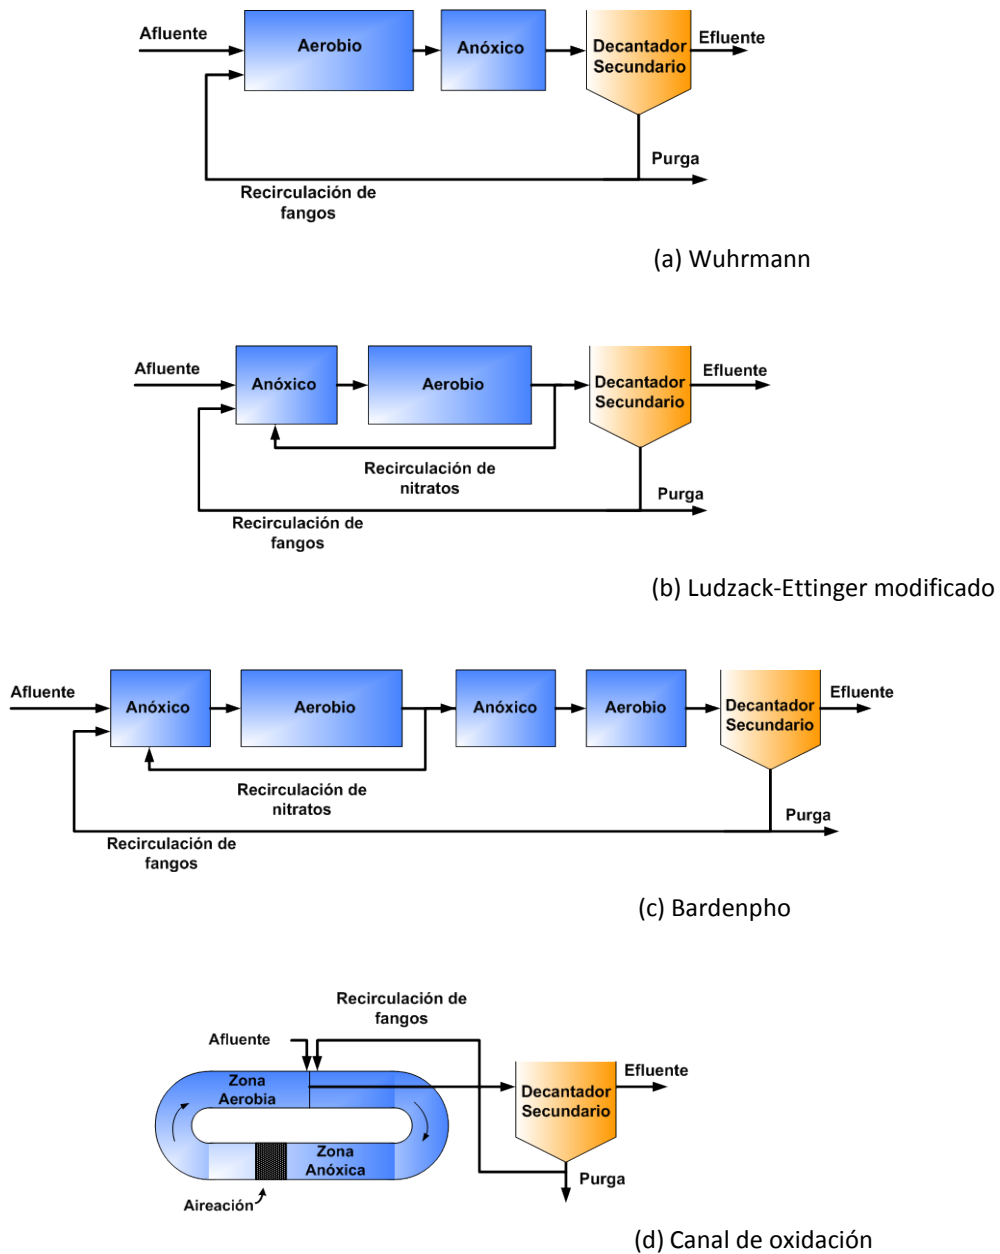 Afluente
Aerobio
Anóxico
Decantador
Secundario
Efluente
Purga
Recirculación de
fangos
(a) Wuhrmann
Afluente
Anóxico
Aerobio
Decantador
Secundario
Efluente
Recirculación de
nitratos
Purga
Recirculación de
fangos
(b) Ludzack-Ettinger modificado
Afluente
Anóxico
Aerobio
Anóxico
Aerobio
Decantador
Secundario
Efluente
Recirculación de
nitratos
Purga
Recirculación de
fangos
(c) Bardenpho
Recirculación de
fangos
Afluente
Zona
Aerobia
Decantador
Secundario
Efluente
Zona
Anóxica
Aireación
Purga
(d) Canal de oxidación